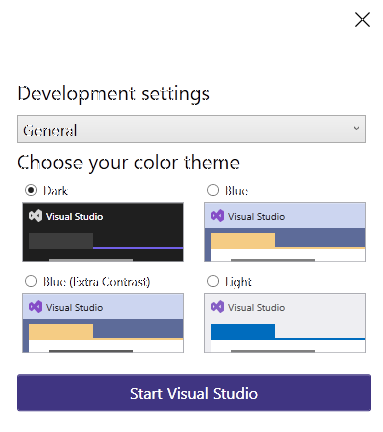 Development settings
General
Choose your color theme
Dark
Blue
Visual Studio
Visual Studio
Blue (Extra Contrast)
Light
Visual Studio
Visual Studio
Start Visual Studio